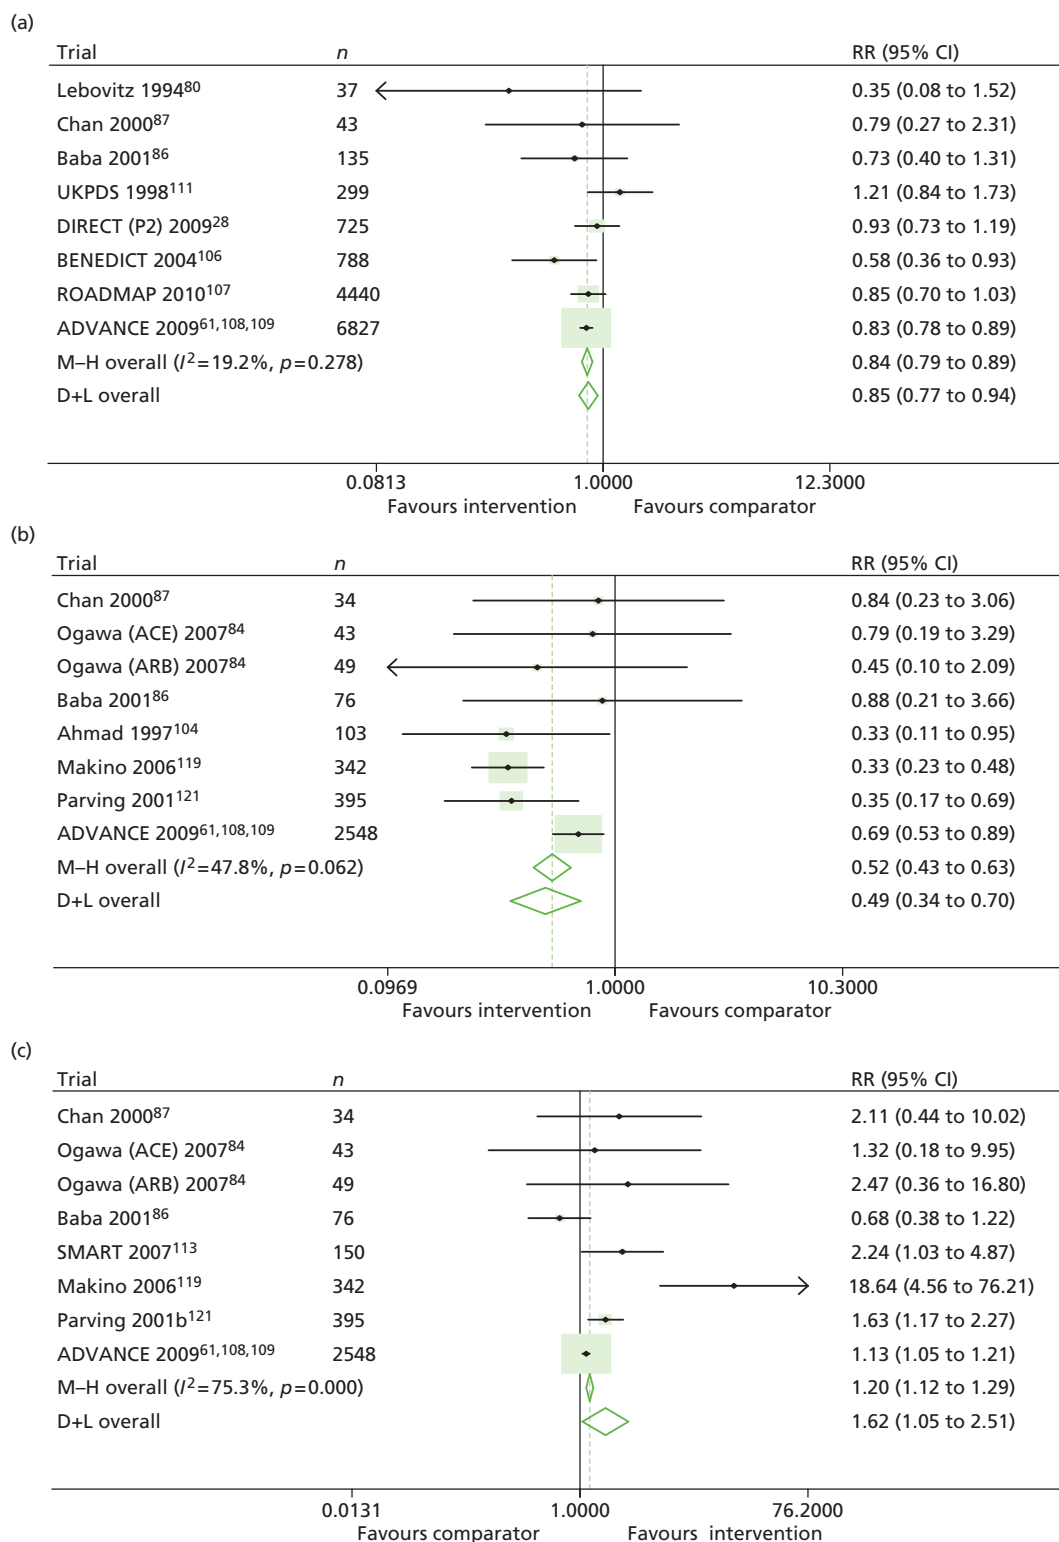 (a)
Trial n RR (95% CI)
Lebovitz 1994⁸⁰ 37 0.35 (0.08 to 1.52)
Chan 2000⁸⁷ 43 0.79 (0.27 to 2.31)
Baba 2001⁸⁶ 135 0.73 (0.40 to 1.31)
UKPDS 1998¹¹¹ 299 1.21 (0.84 to 1.73)
DIRECT (P2) 2009²⁸ 725 0.93 (0.73 to 1.19)
BENEDICT 2004¹⁰⁶ 788 0.58 (0.36 to 0.93)
ROADMAP 2010¹⁰⁷ 4440 0.85 (0.70 to 1.03)
ADVANCE 2009⁶¹,¹⁰⁸,¹⁰⁹ 6827 0.83 (0.78 to 0.89)
M–H overall (I²=19.2%, p=0.278) 0.84 (0.79 to 0.89)
D+L overall 0.85 (0.77 to 0.94)
0.0813 1.0000 12.3000
Favours intervention Favours comparator
(b)
Trial n RR (95% CI)
Chan 2000⁸⁷ 34 0.84 (0.23 to 3.06)
Ogawa (ACE) 2007⁸⁴ 43 0.79 (0.19 to 3.29)
Ogawa (ARB) 2007⁸⁴ 49 0.45 (0.10 to 2.09)
Baba 2001⁸⁶ 76 0.88 (0.21 to 3.66)
Ahmad 1997¹⁰⁴ 103 0.33 (0.11 to 0.95)
Makino 2006¹¹⁹ 342 0.33 (0.23 to 0.48)
Parving 2001¹²¹ 395 0.35 (0.17 to 0.69)
ADVANCE 2009⁶¹,¹⁰⁸,¹⁰⁹ 2548 0.69 (0.53 to 0.89)
M–H overall (I²=47.8%, p=0.062) 0.52 (0.43 to 0.63)
D+L overall 0.49 (0.34 to 0.70)
0.0969 1.0000 10.3000
Favours intervention Favours comparator
(c)
Trial n RR (95% CI)
Chan 2000⁸⁷ 34 2.11 (0.44 to 10.02)
Ogawa (ACE) 2007⁸⁴ 43 1.32 (0.18 to 9.95)
Ogawa (ARB) 2007⁸⁴ 49 2.47 (0.36 to 16.80)
Baba 2001⁸⁶ 76 0.68 (0.38 to 1.22)
SMART 2007¹¹³ 150 2.24 (1.03 to 4.87)
Makino 2006¹¹⁹ 342 18.64 (4.56 to 76.21)
Parving 2001b¹²¹ 395 1.63 (1.17 to 2.27)
ADVANCE 2009⁶¹,¹⁰⁸,¹⁰⁹ 2548 1.13 (1.05 to 1.21)
M–H overall (I²=75.3%, p=0.000) 1.20 (1.12 to 1.29)
D+L overall 1.62 (1.05 to 2.51)
0.0131 1.0000 76.2000
Favours comparator Favours intervention